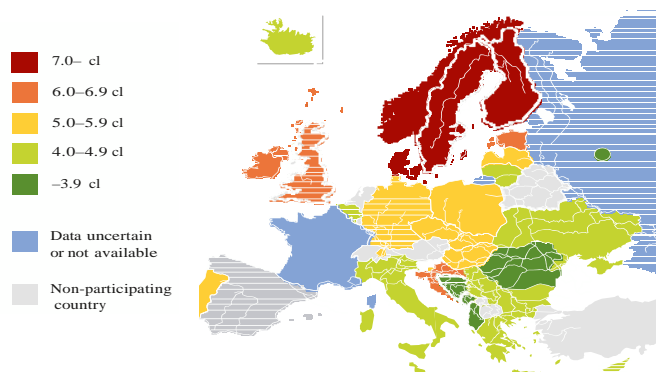 7.0– cl
6.0–6.9 cl
5.0–5.9 cl
4.0–4.9 cl
–3.9 cl
Data uncertain
or not available
Non-participating
country